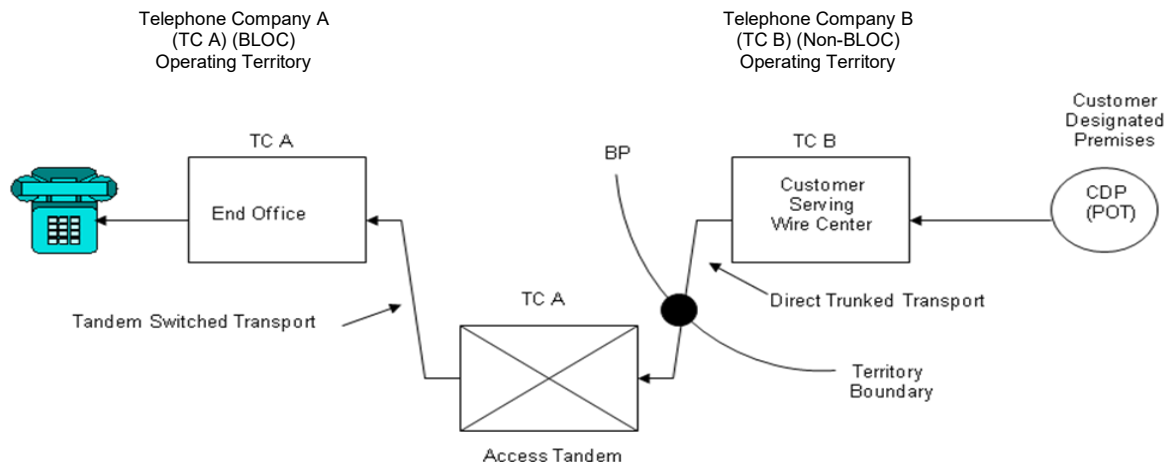 Telephone Company A
(TC A) (BLOC)
Operating Territory
Telephone Company B
(TC B) (Non-BLOC)
Operating Territory
Customer
Designated
Premises
TC A
BP
TC B
End Office
Customer
Serving
Wire Center
CDP
(POT)
TC A
Direct Trunked Transport
Tandem Switched Transport
Territory
Boundary
Access Tandem